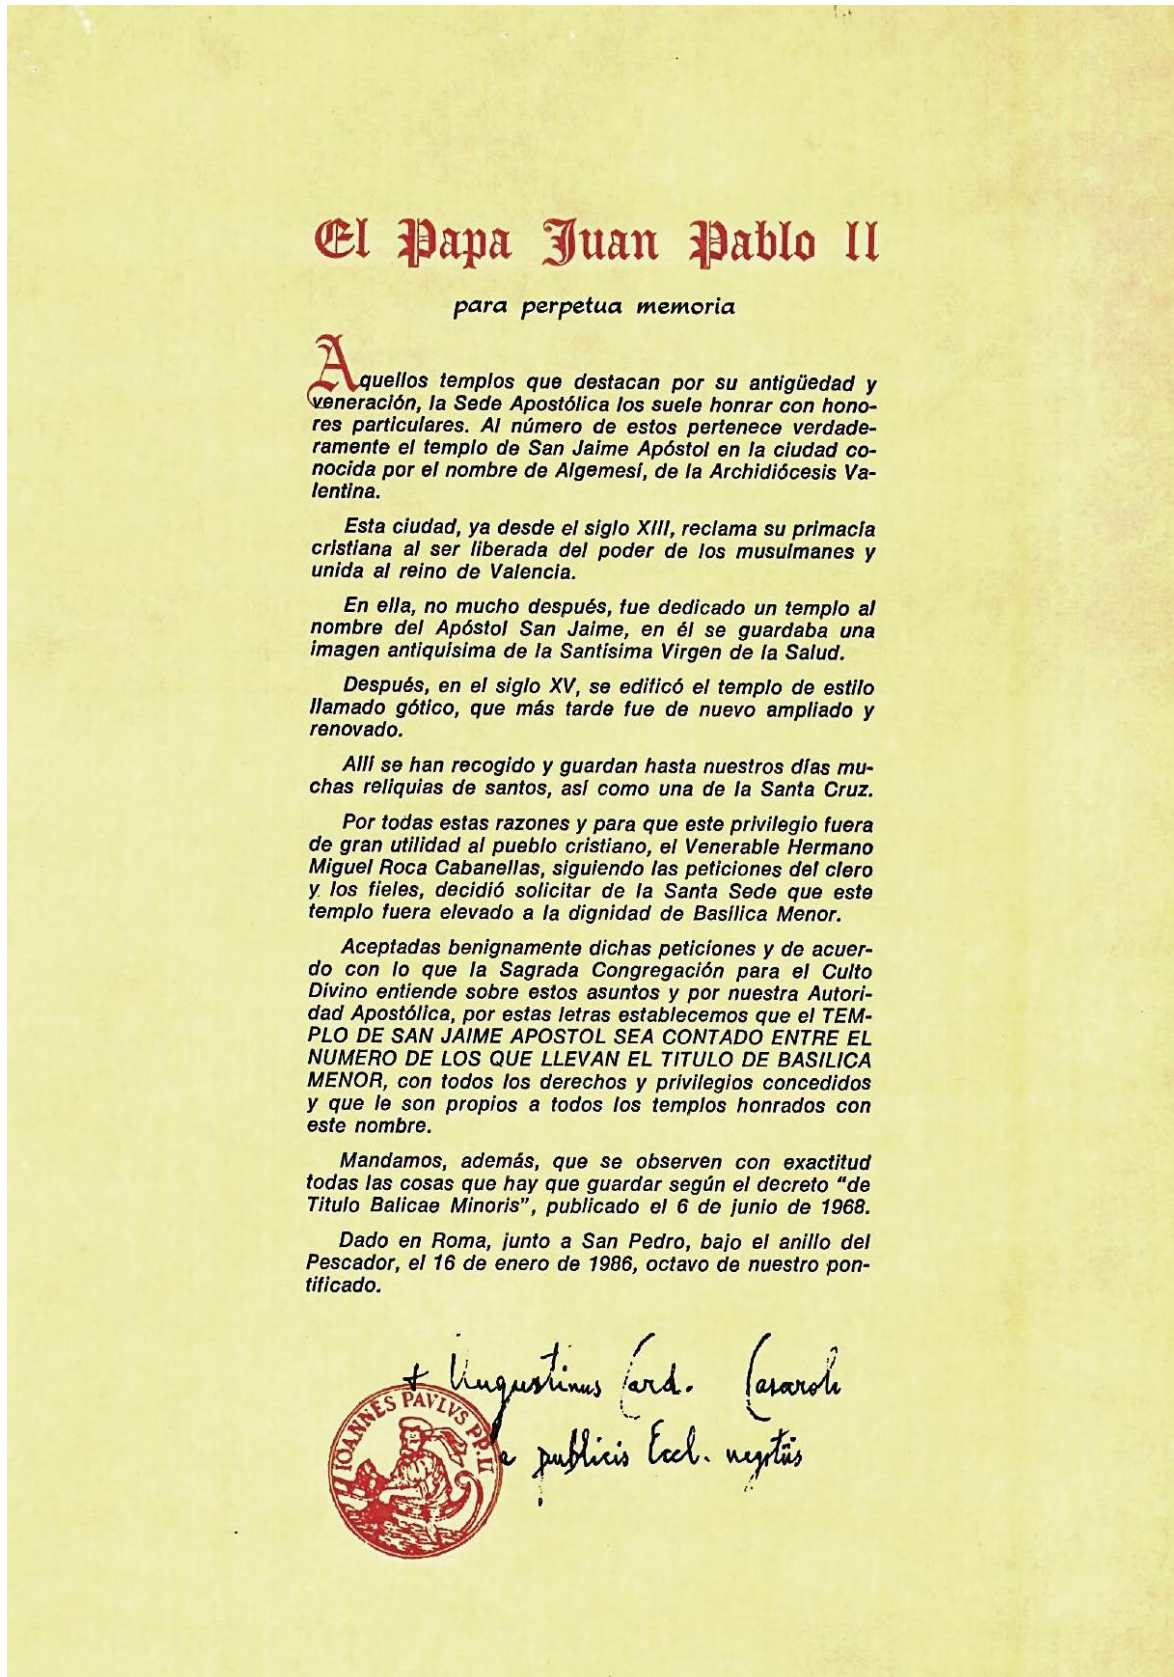 El Papa Juan Pablo II
para perpetua memoria
Aquellos templos que destacan por su antigüedad y
veneración, la Sede Apostólica los suele honrar con hono-
res particulares. Al número de estos pertenece verdade-
ramente el templo de San Jaime Apóstol en la ciudad co-
nocida por el nombre de Algemesí, de la Archidiócesis Va-
lentina.
Esta ciudad, ya desde el siglo XIII, reclama su primacía
cristiana al ser liberada del poder de los musulmanes y
unida al reino de Valencia.
En ella, no mucho después, fue dedicado un templo al
nombre del Apóstol San Jaime, en él se guardaba una
imagen antiquisima de la Santisima Virgen de la Salud.
Después, en el siglo XV, se edificó el templo de estilo
llamado gótico, que más tarde fue de nuevo ampliado y
renovado.
Allí se han recogido y guardan hasta nuestros días mu-
chas reliquias de santos, así como una de la Santa Cruz.
Por todas estas razones y para que este privilegio fuera
de gran utilidad al pueblo cristiano, el Venerable Hermano
Miguel Roca Cabanellas, siguiendo las peticiones del clero
y los fieles, decidió solicitar de la Santa Sede que este
templo fuera elevado a la dignidad de Basílica Menor.
Aceptadas benignamente dichas peticiones y de acuer-
do con lo que la Sagrada Congregación para el Culto
Divino entiende sobre estos asuntos y por nuestra Autori-
dad Apostólica, por estas letras establecemos que el TEM-
PLO DE SAN JAIME APOSTOL SEA CONTADO ENTRE EL
NUMERO DE LOS QUE LLEVAN EL TITULO DE BASILICA
MENOR, con todos los derechos y privilegios concedidos
y que le son propios a todos los templos honrados con
este nombre.
Mandamos, además, que se observen con exactitud
todas las cosas que hay que guardar según el decreto "de
Titulo Balicae Minoris", publicado el 6 de junio de 1968.
Dado en Roma, junto a San Pedro, bajo el anillo del
Pescador, el 16 de enero de 1986, octavo de nuestro pon-
tificado.
+ Augustinus Card. Casaroli
a publicis Eccl. negotiis
IOANNES PAVLVS PP. II